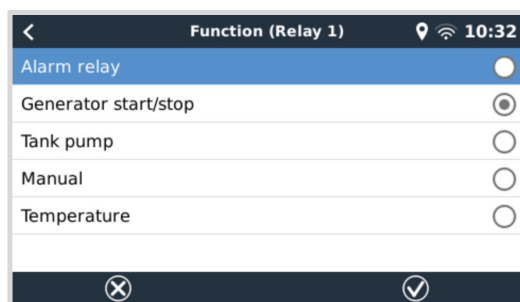 Function (Relay 1) 10:32
Alarm relay
Generator start/stop
Tank pump
Manual
Temperature